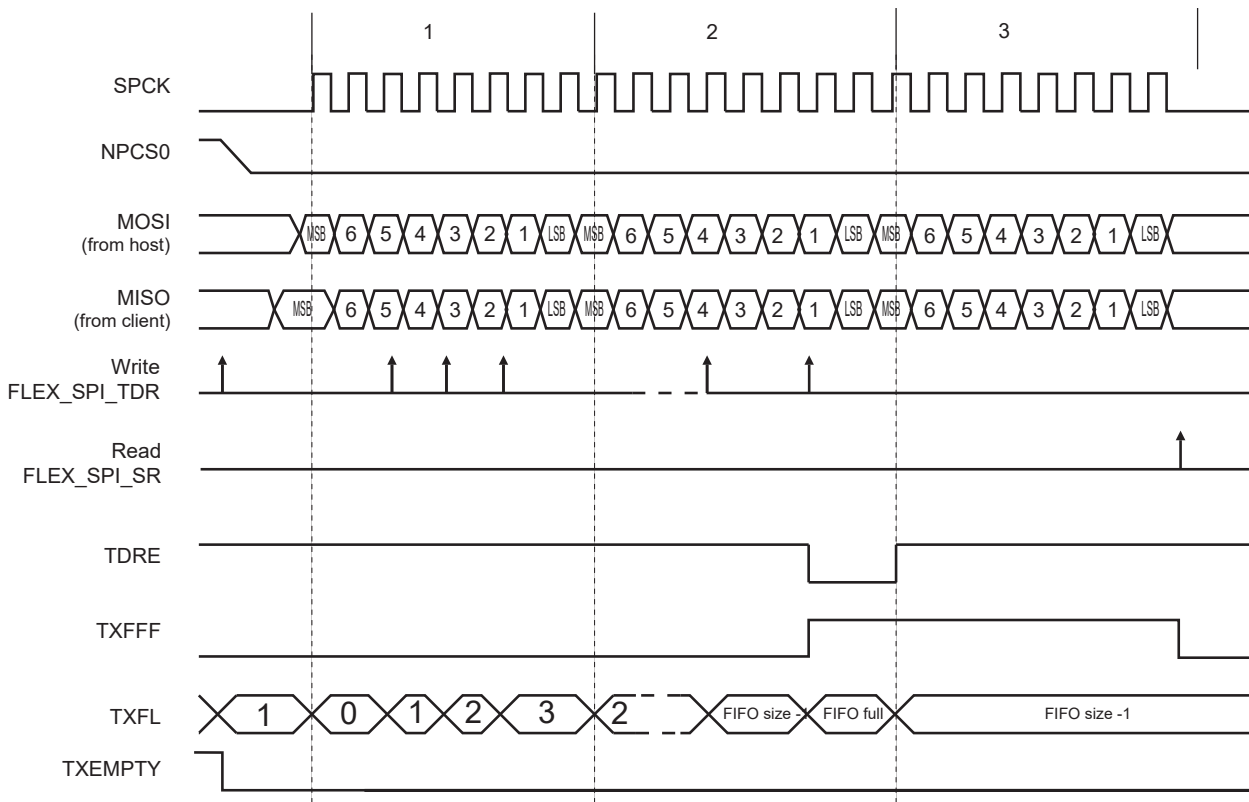 1 2 3
SPCK
NPCS0
MOSI
(from host)
MSB 6 5 4 3 2 1 LSB MSB 6 5 4 3 2 1 LSB MSB 6 5 4 3 2 1 LSB
MISO
(from client)
MSB 6 5 4 3 2 1 LSB MSB 6 5 4 3 2 1 LSB MSB 6 5 4 3 2 1 LSB
Write
FLEX_SPI_TDR
Read
FLEX_SPI_SR
TDRE
TXFFF
TXFL 1 0 1 2 3 2 FIFO size -1 FIFO full FIFO size -1
TXEMPTY